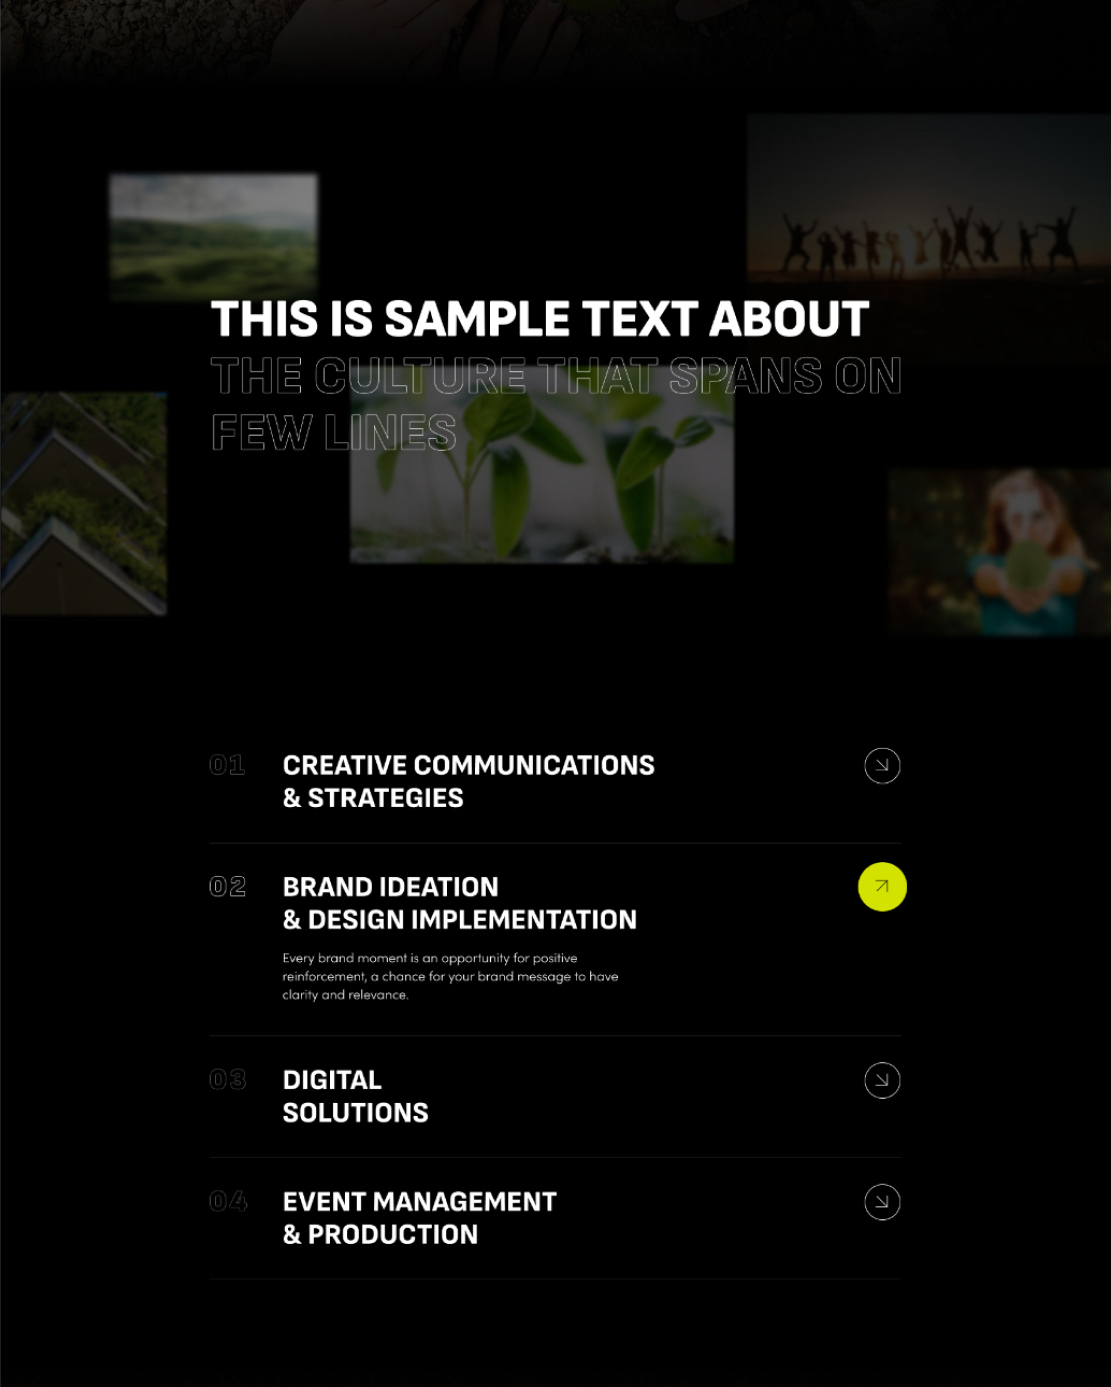 THIS IS SAMPLE TEXT ABOUT
THE CULTURE THAT SPANS ON
FEW LINES
01
CREATIVE COMMUNICATIONS
& STRATEGIES
02
BRAND IDEATION
& DESIGN IMPLEMENTATION
Every brand moment is an opportunity for positive
reinforcement, a chance for your brand message to have
clarity and relevance.
03
DIGITAL
SOLUTIONS
04
EVENT MANAGEMENT
& PRODUCTION